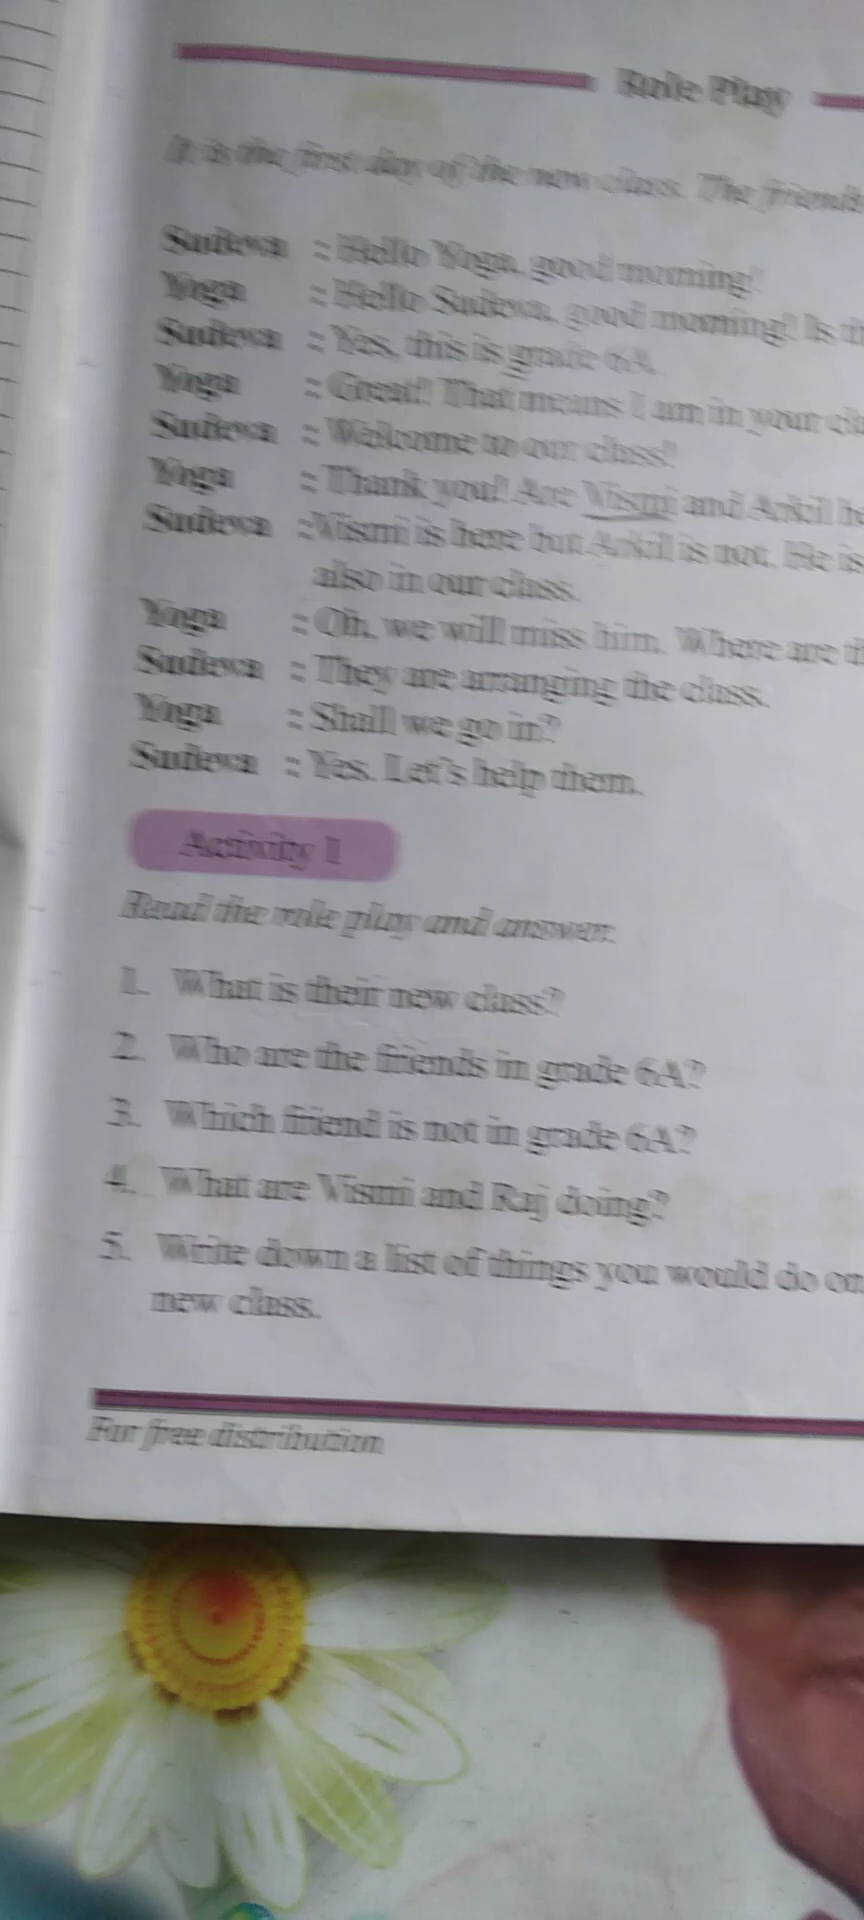 Role Play
It is the first day of the new class. The friends
Sudeva : Hello Yoga, good morning!
Yoga : Hello Sudeva, good morning! Is th
Sudeva : Yes, this is grade 6A.
Yoga : Great! That means I am in your cla
Sudeva : Welcome to our class!
Yoga : Thank you! Are Vismi and Ankil he
Sudeva :Vismi is here but Ankil is not. He is
also in our class.
Yoga : Oh, we will miss him. Where are th
Sudeva : They are arranging the class.
Yoga : Shall we go in?
Sudeva : Yes. Let's help them.
Activity 1
Read the role play and answer.
1. What is their new class?
2. Who are the friends in grade 6A?
3. Which friend is not in grade 6A?
4. What are Vismi and Raj doing?
5. Write down a list of things you would do on
new class.
For free distribution